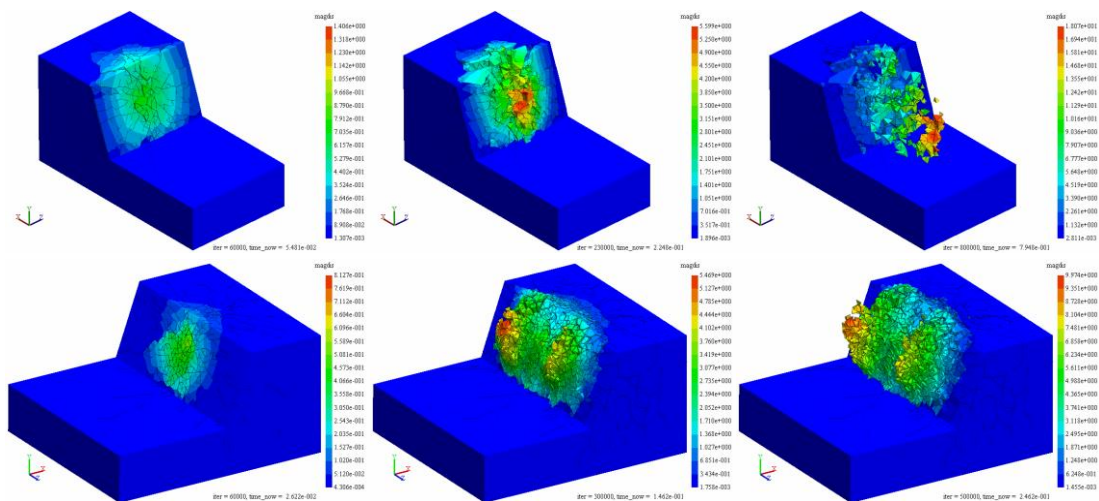 magds
1.406e+000
1.318e+000
1.230e+000
1.142e+000
1.055e+000
9.668e-001
8.790e-001
7.912e-001
7.035e-001
6.157e-001
5.279e-001
4.402e-001
3.524e-001
2.646e-001
1.768e-001
8.908e-002
1.307e-003
iter = 60000, time_now = 5.481e-002
magds
5.599e+000
5.250e+000
4.900e+000
4.550e+000
4.200e+000
3.850e+000
3.500e+000
3.151e+000
2.801e+000
2.451e+000
2.101e+000
1.751e+000
1.401e+000
1.051e+000
7.016e-001
3.517e-001
1.896e-003
iter = 230000, time_now = 2.248e-001
magds
1.807e+001
1.694e+001
1.581e+001
1.468e+001
1.355e+001
1.242e+001
1.129e+001
1.016e+001
9.036e+000
7.907e+000
6.777e+000
5.648e+000
4.519e+000
3.390e+000
2.261e+000
1.132e+000
2.811e-003
iter = 800000, time_now = 7.948e-001
magds
8.127e-001
7.619e-001
7.112e-001
6.604e-001
6.096e-001
5.589e-001
5.081e-001
4.573e-001
4.066e-001
3.558e-001
3.050e-001
2.543e-001
2.035e-001
1.527e-001
1.020e-001
5.120e-002
4.306e-004
iter = 60000, time_now = 2.622e-002
magds
5.469e+000
5.127e+000
4.785e+000
4.444e+000
4.102e+000
3.760e+000
3.419e+000
3.077e+000
2.735e+000
2.394e+000
2.052e+000
1.710e+000
1.368e+000
1.027e+000
6.851e-001
3.434e-001
1.758e-003
iter = 300000, time_now = 1.462e-001
magds
9.974e+000
9.351e+000
8.728e+000
8.104e+000
7.481e+000
6.858e+000
6.234e+000
5.611e+000
4.988e+000
4.365e+000
3.741e+000
3.118e+000
2.495e+000
1.871e+000
1.248e+000
6.248e-001
1.455e-003
iter = 500000, time_now = 2.462e-001